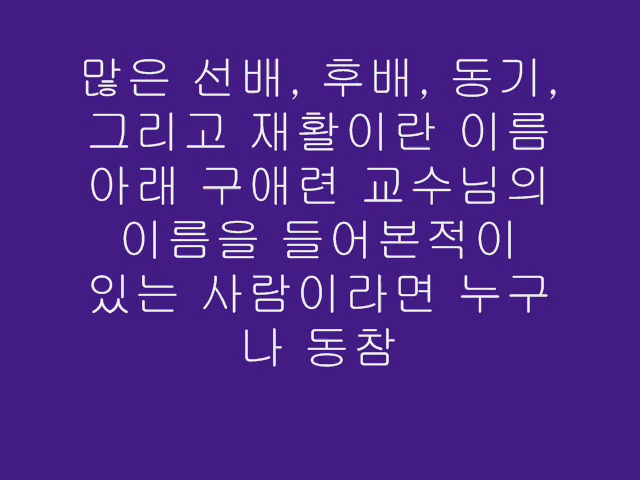 많은 선배, 후배, 동기,
그리고 재활이란 이름
아래 구애련 교수님의
이름을 들어본적이
있는 사람이라면 누구
나 동참